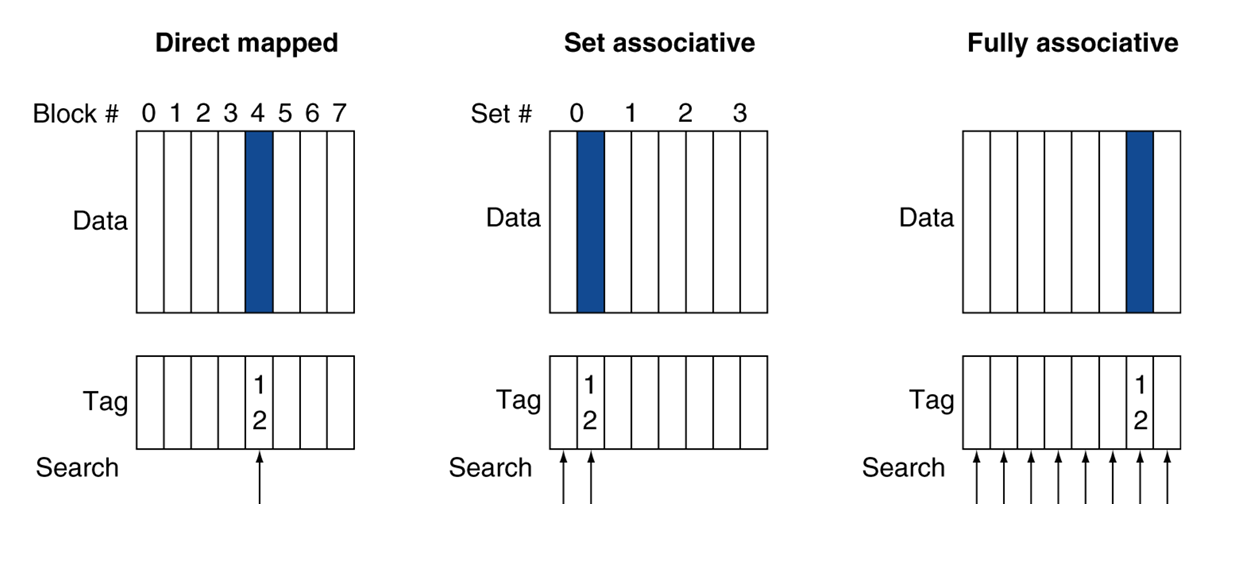 Direct mapped
Set associative
Fully associative
Block # 0 1 2 3 4 5 6 7
Set # 0 1 2 3
Data
Data
Data
Tag
1
2
Tag
1
2
Tag
1
2
Search
Search
Search